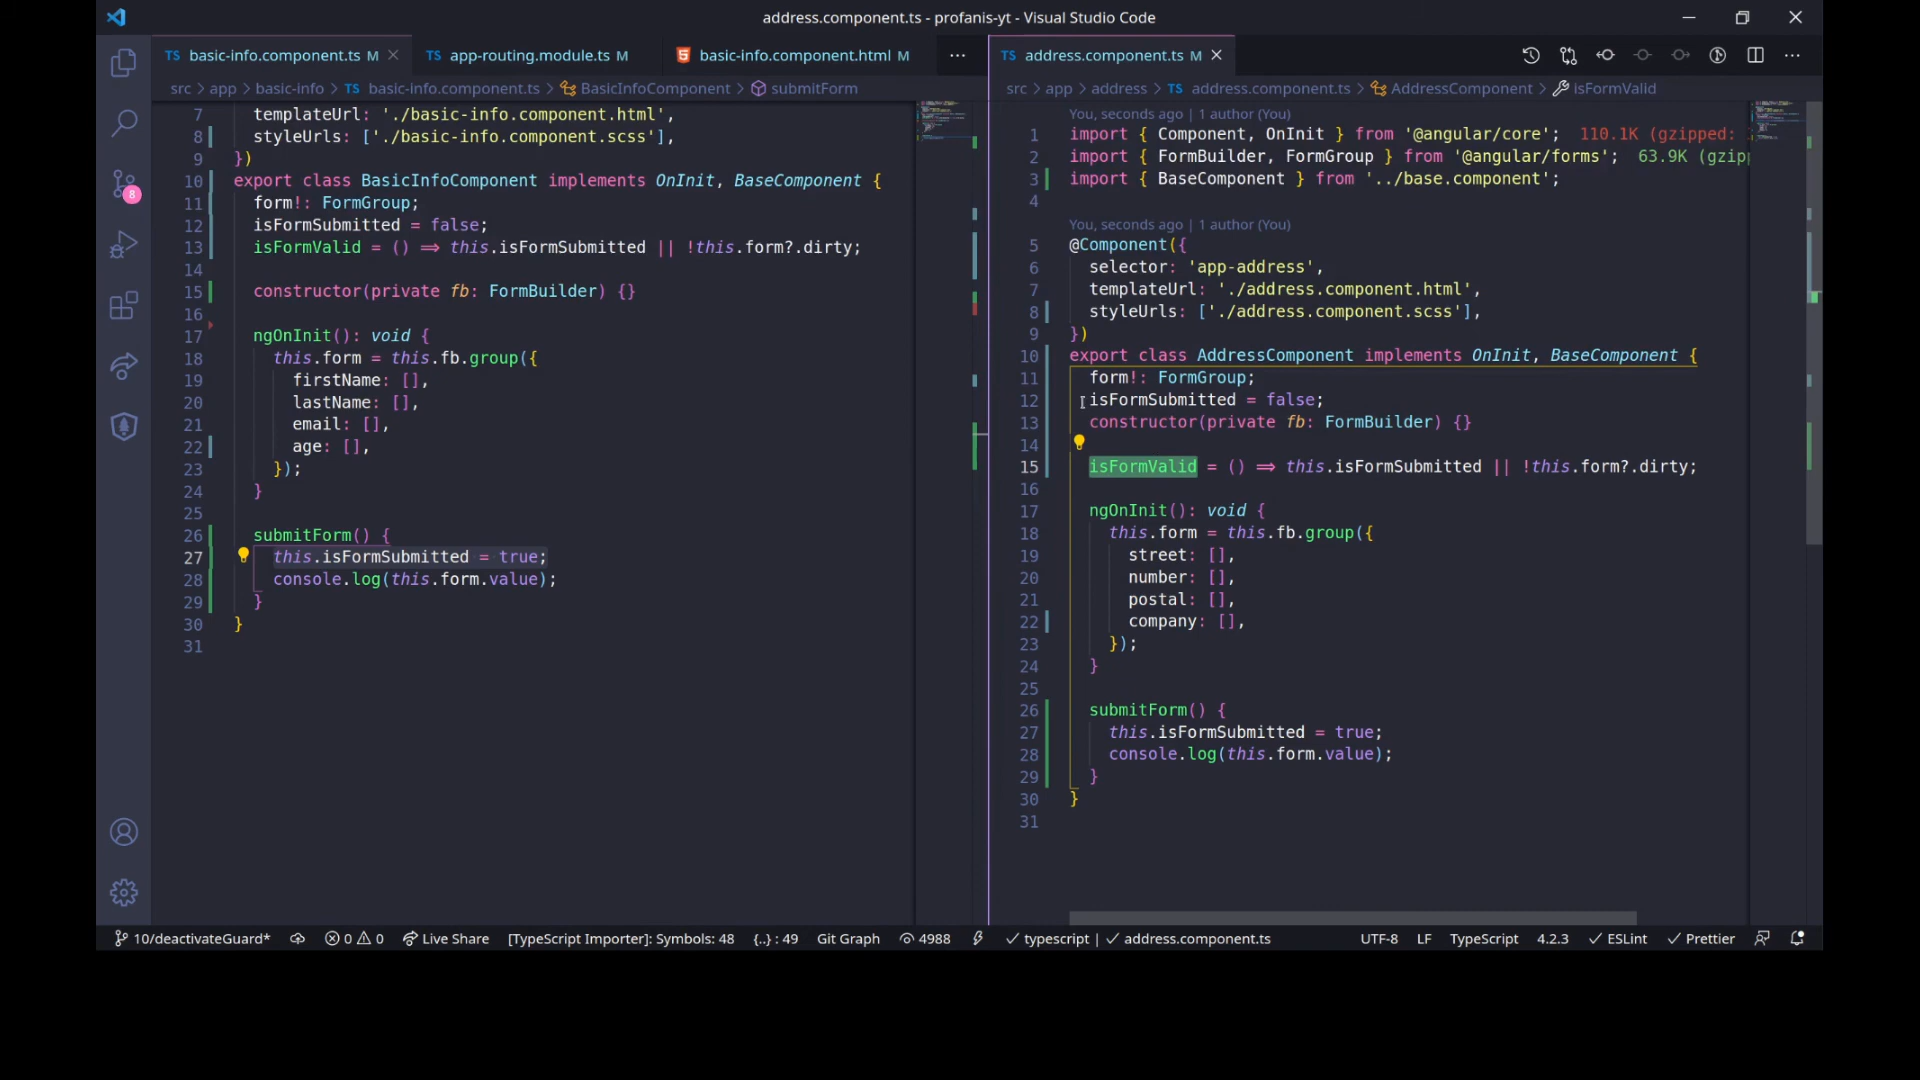 address.component.ts - profanis-yt - Visual Studio Code
TS basic-info.component.ts M
TS app-routing.module.ts M
basic-info.component.html M
src > app > basic-info > TS basic-info.component.ts > BasicInfoComponent > submitForm
7 templateUrl: './basic-info.component.html',
8 styleUrls: ['./basic-info.component.scss'],
9 })
10 export class BasicInfoComponent implements OnInit, BaseComponent {
11 form!: FormGroup;
12 isFormSubmitted = false;
13 isFormValid = () ⇒ this.isFormSubmitted || !this.form?.dirty;
14
15 constructor(private fb: FormBuilder) {}
16
17 ngOnInit(): void {
18 this.form = this.fb.group({
19 firstName: [],
20 lastName: [],
21 email: [],
22 age: [],
23 });
24 }
25
26 submitForm() {
27 this.isFormSubmitted = true;
28 console.log(this.form.value);
29 }
30 }
31
TS address.component.ts M
src > app > address > TS address.component.ts > AddressComponent > isFormValid
You, seconds ago | 1 author (You)
1 import { Component, OnInit } from '@angular/core'; 110.1K (gzipped:
2 import { FormBuilder, FormGroup } from '@angular/forms'; 63.9K (gzip
3 import { BaseComponent } from '../base.component';
4
You, seconds ago | 1 author (You)
5 @Component({
6 selector: 'app-address',
7 templateUrl: './address.component.html',
8 styleUrls: ['./address.component.scss'],
9 })
10 export class AddressComponent implements OnInit, BaseComponent {
11 form!: FormGroup;
12 isFormSubmitted = false;
13 constructor(private fb: FormBuilder) {}
14
15 isFormValid = () ⇒ this.isFormSubmitted || !this.form?.dirty;
16
17 ngOnInit(): void {
18 this.form = this.fb.group({
19 street: [],
20 number: [],
21 postal: [],
22 company: [],
23 });
24 }
25
26 submitForm() {
27 this.isFormSubmitted = true;
28 console.log(this.form.value);
29 }
30 }
31
8
10/deactivateGuard* 0 0 Live Share [TypeScript Importer]: Symbols: 48 {..} : 49 Git Graph 4988 typescript | address.component.ts UTF-8 LF TypeScript 4.2.3 ESLint Prettier